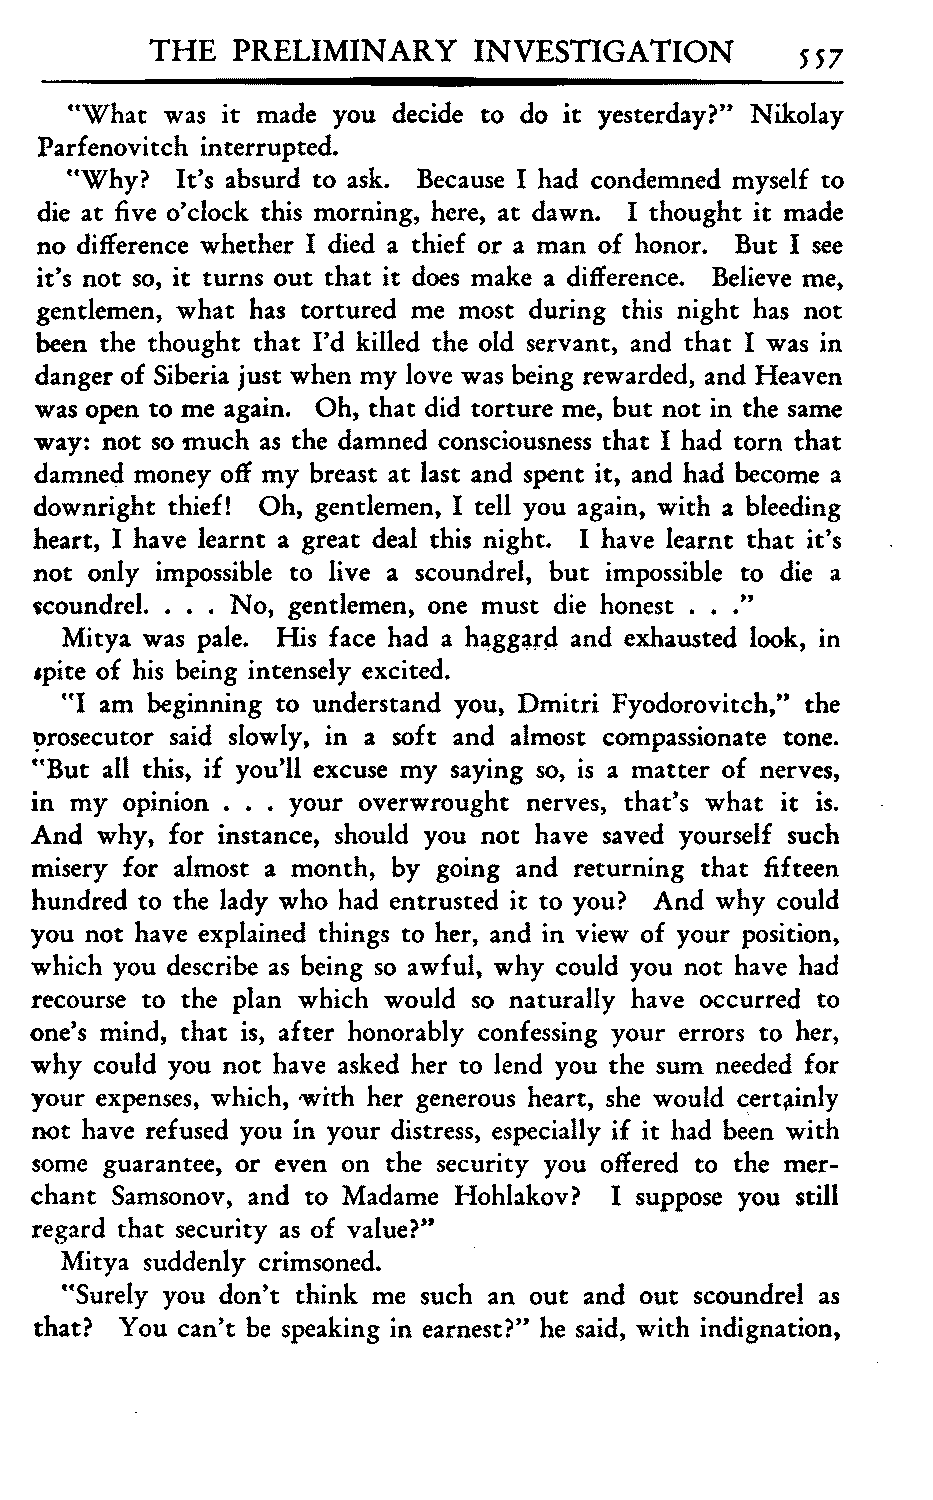 THE PRELIMINARY INVESTIGATION 557
"What was it made you decide to do it yesterday?" Nikolay
Parfenovitch interrupted.
"Why? It's absurd to ask. Because I had condemned myself to
die at five o'clock this morning, here, at dawn. I thought it made
no difference whether I died a thief or a man of honor. But I see
it's not so, it turns out that it does make a difference. Believe me,
gentlemen, what has tortured me most during this night has not
been the thought that I'd killed the old servant, and that I was in
danger of Siberia just when my love was being rewarded, and Heaven
was open to me again. Oh, that did torture me, but not in the same
way: not so much as the damned consciousness that I had torn that
damned money off my breast at last and spent it, and had become a
downright thief! Oh, gentlemen, I tell you again, with a bleeding
heart, I have learnt a great deal this night. I have learnt that it's
not only impossible to live a scoundrel, but impossible to die a
scoundrel. . . . No, gentlemen, one must die honest . . ."
Mitya was pale. His face had a haggard and exhausted look, in
spite of his being intensely excited.
"I am beginning to understand you, Dmitri Fyodorovitch," the
prosecutor said slowly, in a soft and almost compassionate tone.
"But all this, if you'll excuse my saying so, is a matter of nerves,
in my opinion . . . your overwrought nerves, that's what it is.
And why, for instance, should you not have saved yourself such
misery for almost a month, by going and returning that fifteen
hundred to the lady who had entrusted it to you? And why could
you not have explained things to her, and in view of your position,
which you describe as being so awful, why could you not have had
recourse to the plan which would so naturally have occurred to
one's mind, that is, after honorably confessing your errors to her,
why could you not have asked her to lend you the sum needed for
your expenses, which, with her generous heart, she would certainly
not have refused you in your distress, especially if it had been with
some guarantee, or even on the security you offered to the mer-
chant Samsonov, and to Madame Hohlakov? I suppose you still
regard that security as of value?"
Mitya suddenly crimsoned.
"Surely you don't think me such an out and out scoundrel as
that? You can't be speaking in earnest?" he said, with indignation,